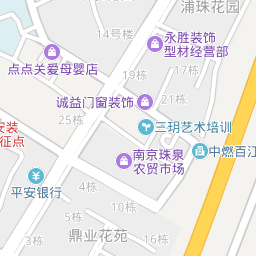 浦珠花园
14号楼
永胜装饰
型材经营部
点点关爱母婴店
19栋
诚益门窗装饰
21栋
25栋
三玥艺术培训
安装
征点
17栋
中燃百江
南京珠泉
农贸市场
平安银行
4栋
2栋
16栋
鼎业花苑